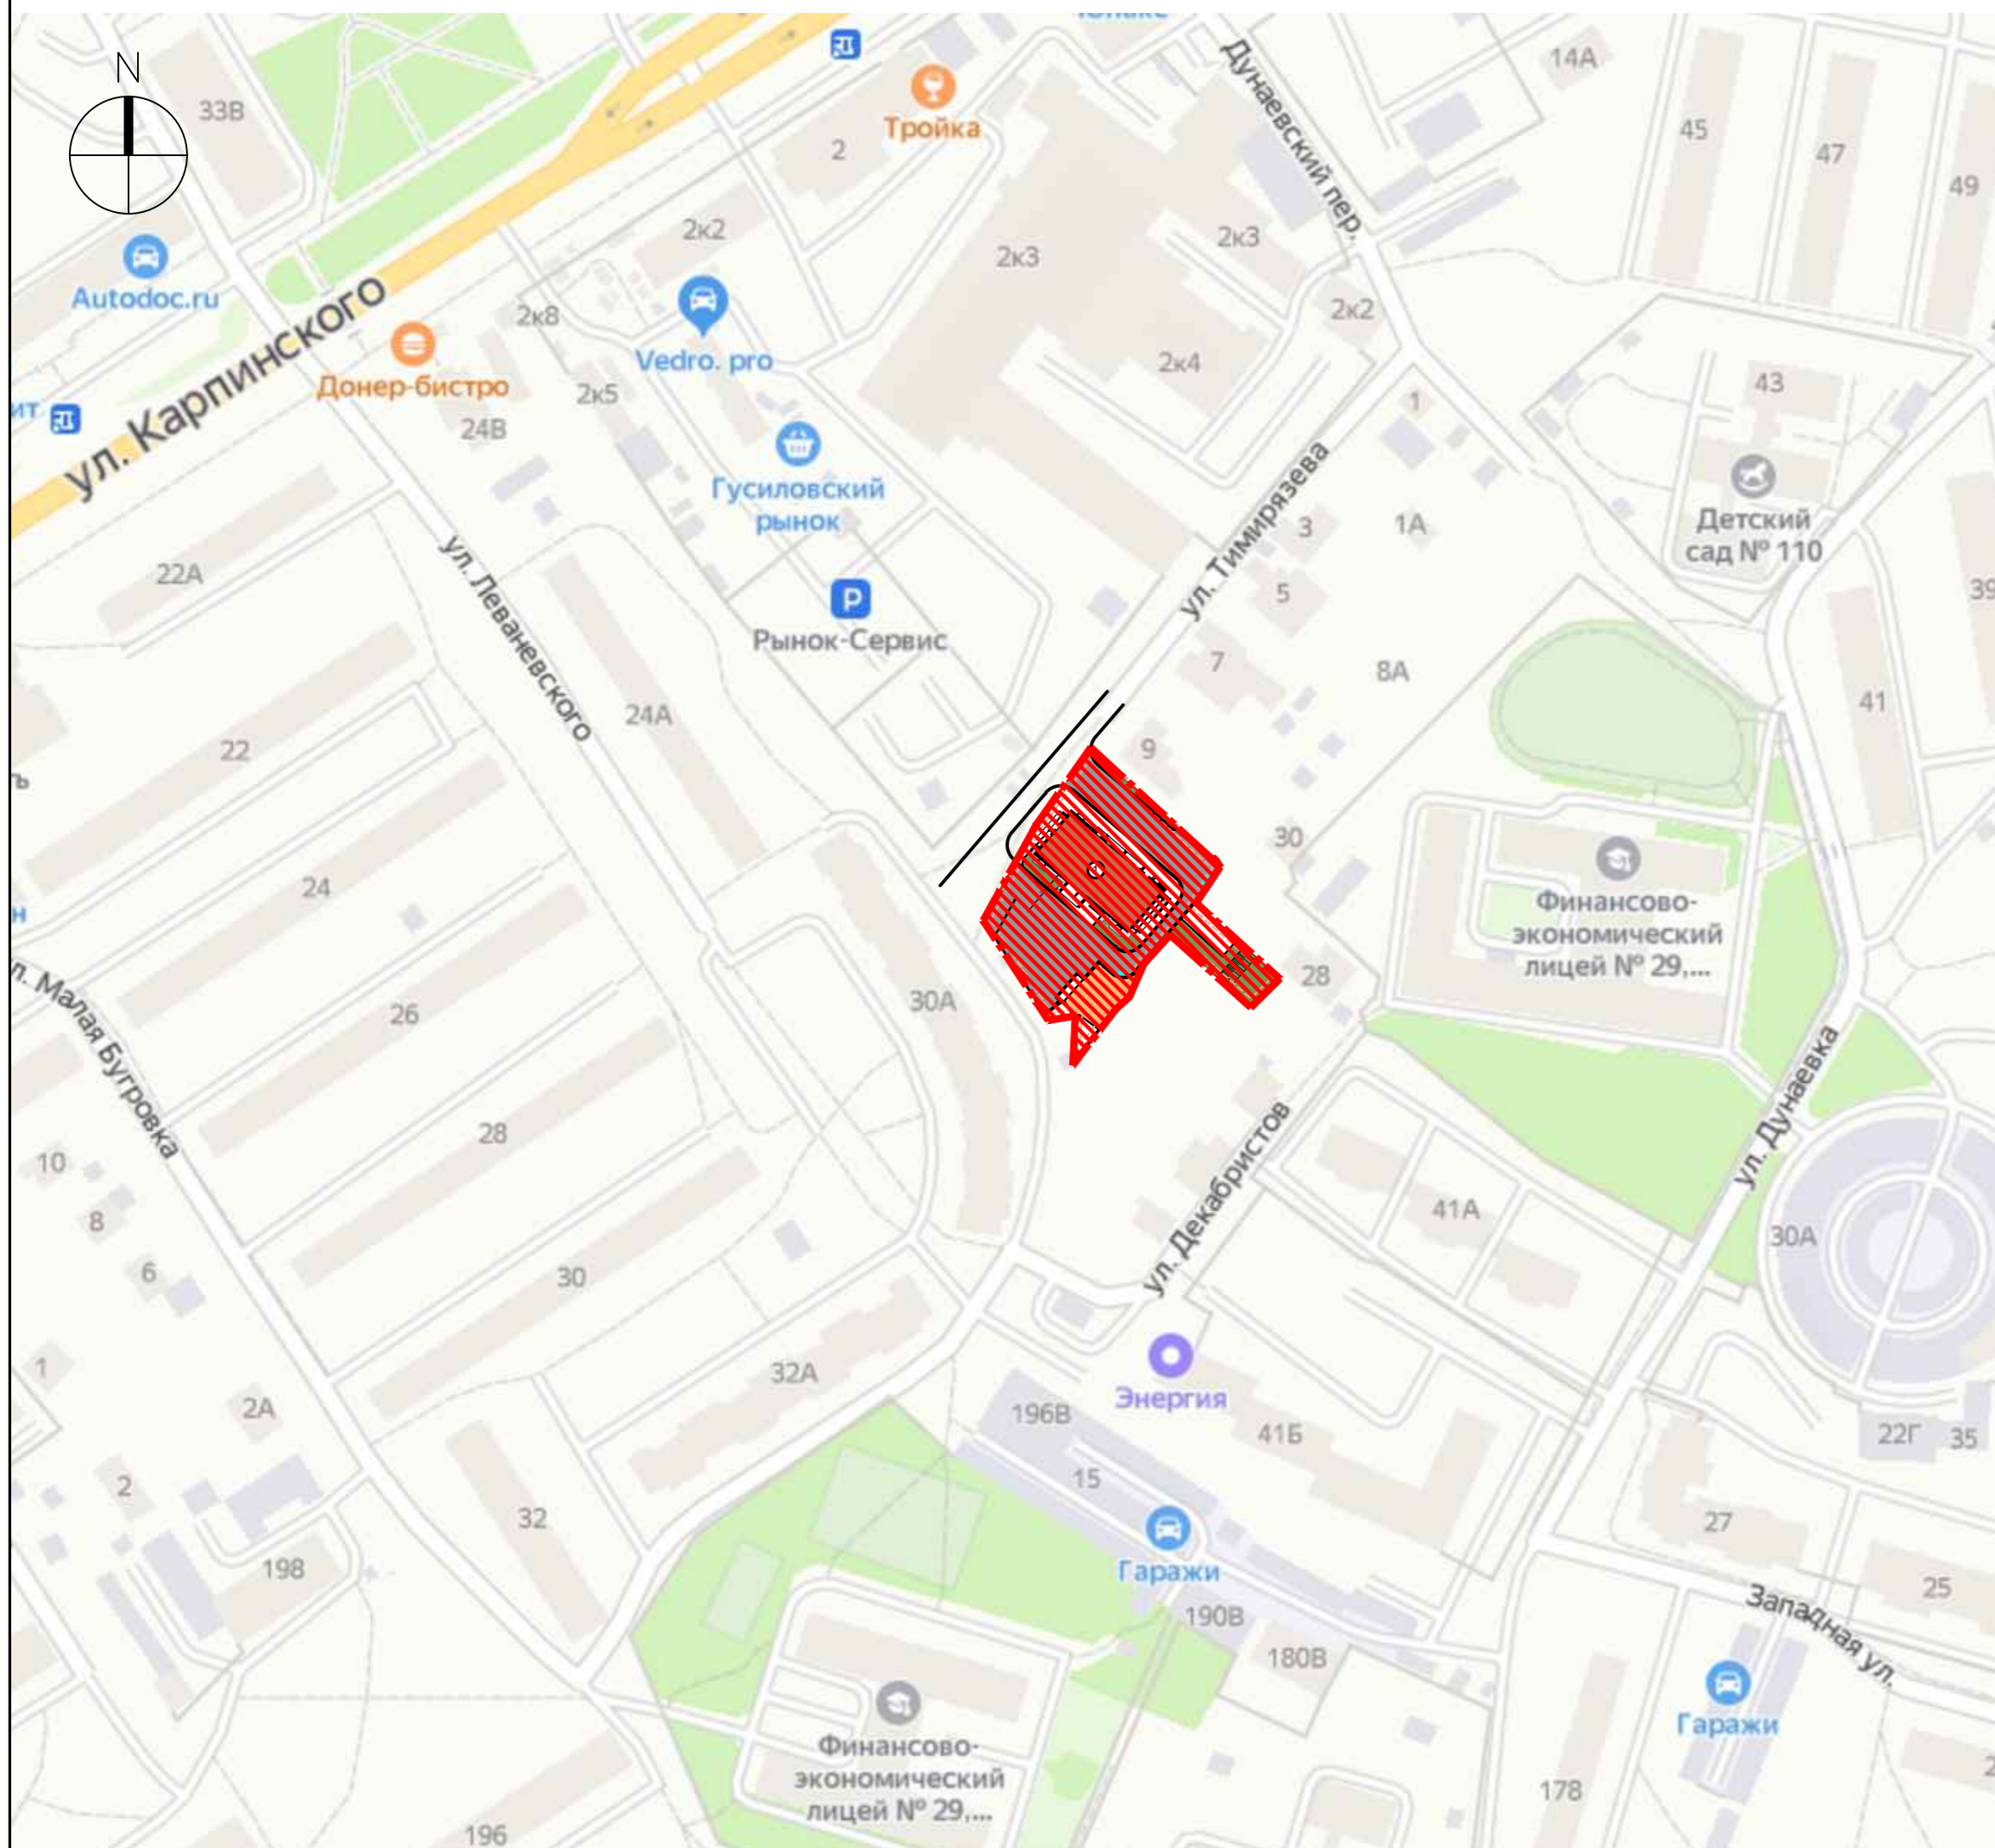 N
33В
2
Тройка
Дунаевский пер.
14А
45
47
49
Autodoc.ru
2к2
2к3
2к3
2к8
Vedro. pro
2к2
ул. Карпинского
Донер-бистро
24В
2к5
2к4
1
43
Гусиловский
рынок
22А
ул. Леваневского
ул. Тимирязева
3
1А
Детский
сад № 110
5
39
P
Рынок-Сервис
7
8А
24А
41
22
9
30
24
Финансово-
экономический
лицей № 29,...
28
30А
26
Малая Бугровка
28
ул. Декабристов
ул. Дунаевка
10
8
6
41А
30А
30
1
2А
32А
Энергия
196В
41Б
22Г
35
2
15
32
27
198
Гаражи
25
190В
Западная ул.
180В
Гаражи
Финансово-
экономический
лицей № 29,...
178
196